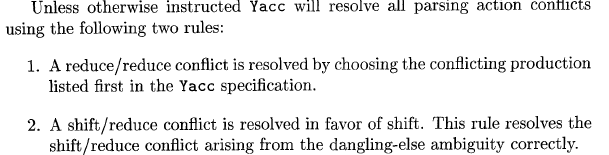 Unless otherwise instructed Yacc will resolve all parsing action conflicts
using the following two rules:
1. A reduce/reduce conflict is resolved by choosing the conflicting production
listed first in the Yacc specification.
2. A shift/reduce conflict is resolved in favor of shift. This rule resolves the
shift/reduce conflict arising from the dangling-else ambiguity correctly.